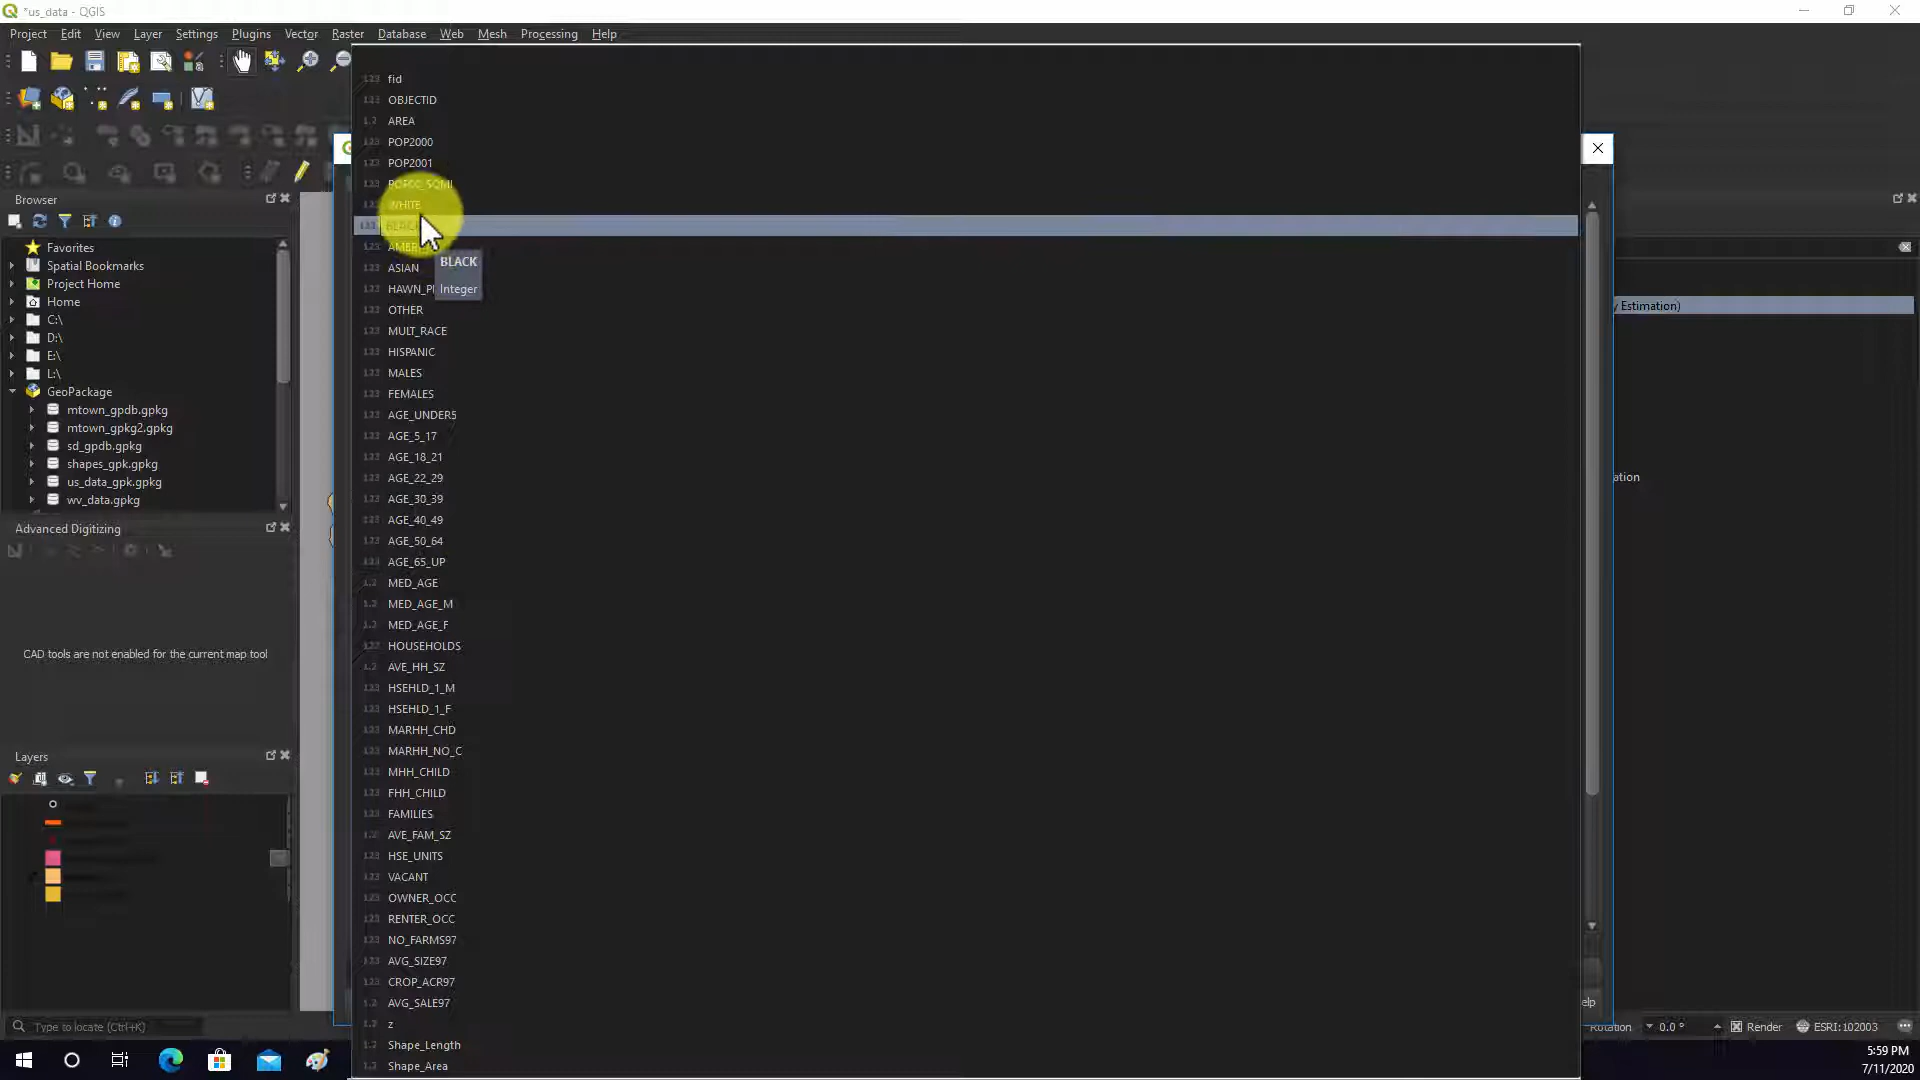 *us_data - QGIS
Project Edit View Layer Settings Plugins Vector Raster Database Web Mesh Processing Help
fid
OBJECTID
AREA
POP2000
POP2001
WHITE
ASIAN
OTHER
MULT_RACE
HISPANIC
MALES
FEMALES
AGE_UNDER5
AGE_5_17
AGE_18_21
AGE_22_29
AGE_30_39
AGE_40_49
AGE_50_64
AGE_65_UP
MED_AGE
MED_AGE_M
MED_AGE_F
HOUSEHOLDS
AVE_HH_SZ
HSEHLD_1_M
HSEHLD_1_F
MARHH_CHD
MARHH_NO_C
MHH_CHILD
FHH_CHILD
FAMILIES
AVE_FAM_SZ
HSE_UNITS
VACANT
OWNER_OCC
RENTER_OCC
NO_FARMS97
AVG_SIZE97
CROP_ACR97
AVG_SALE97
z
Shape_Length
Shape_Area
BLACK
Integer
Browser
Favorites
Spatial Bookmarks
Project Home
Home
C:\
D:\
E:\
L:\
GeoPackage
mtown_gpdb.gpkg
mtown_gpkg2.gpkg
sd_gpdb.gpkg
shapes_gpk.gpkg
us_data_gpk.gpkg
wv_data.gpkg
Advanced Digitizing
CAD tools are not enabled for the current map tool
Layers
Type to locate (Ctrl+K)
Estimation)
ation
elp
Rotation 0.0 ° Render ESRI:102003
5:59 PM
7/11/2020